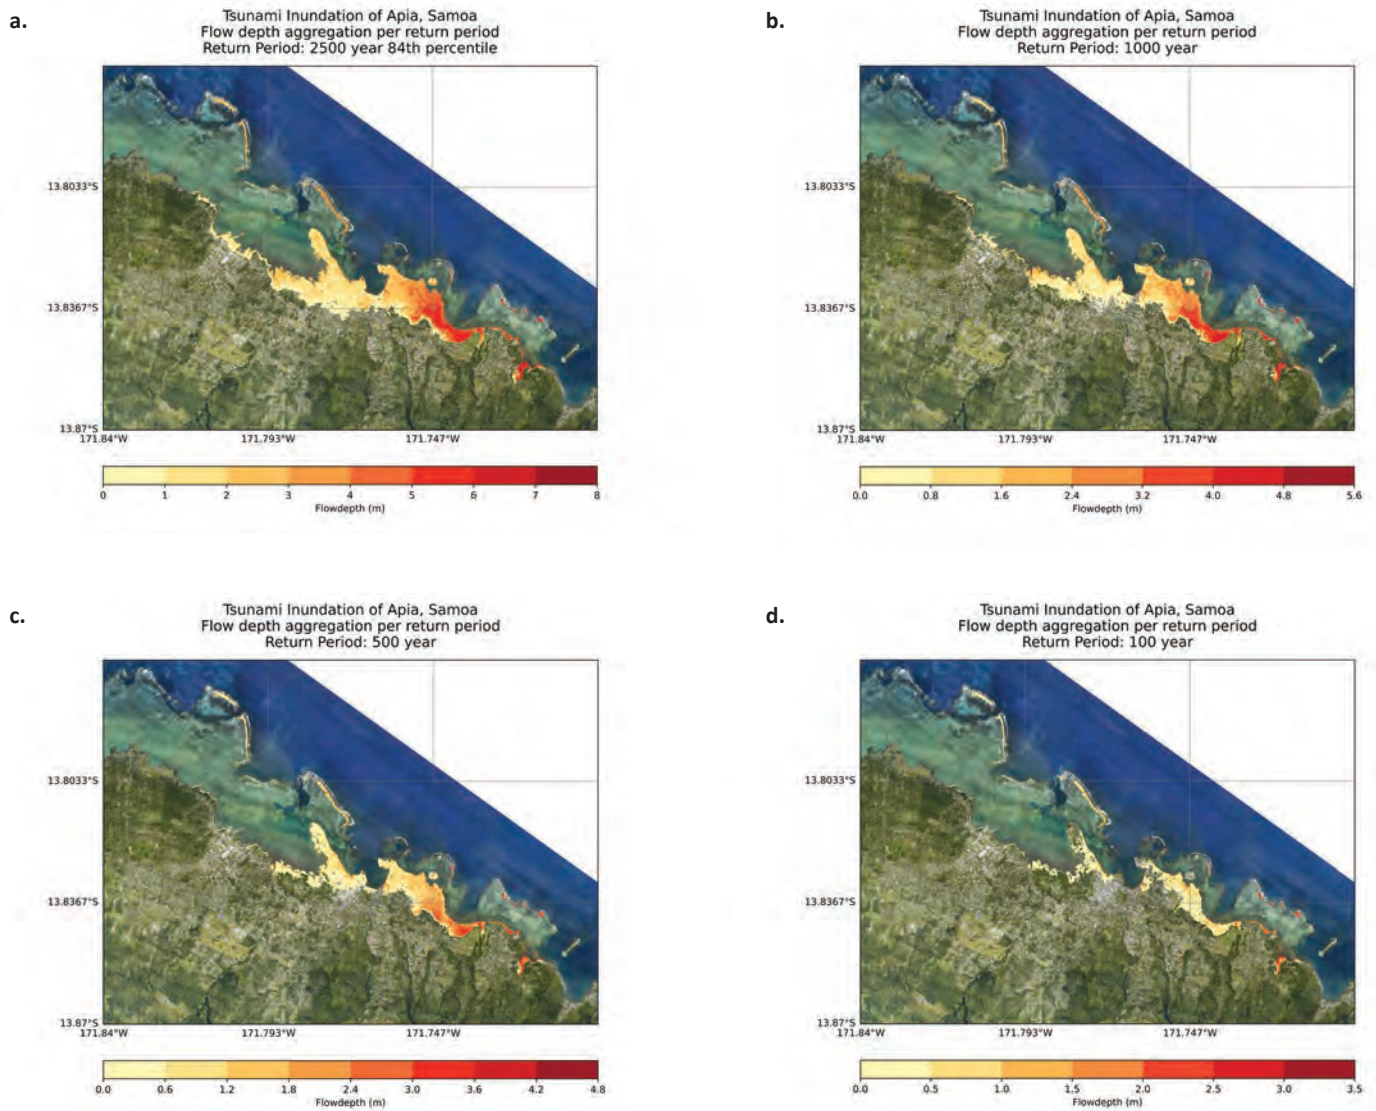 a.
Tsunami Inundation of Apia, Samoa
Flow depth aggregation per return period
Return Period: 2500 year 84th percentile
13.8033°S
13.8367°S
13.87°S
171.84°W 171.793°W 171.747°W
0 1 2 3 4 5 6 7 8
Flowdepth (m)
b.
Tsunami Inundation of Apia, Samoa
Flow depth aggregation per return period
Return Period: 1000 year
13.8033°S
13.8367°S
13.87°S
171.84°W 171.793°W 171.747°W
0.0 0.8 1.6 2.4 3.2 4.0 4.8 5.6
Flowdepth (m)
c.
Tsunami Inundation of Apia, Samoa
Flow depth aggregation per return period
Return Period: 500 year
13.8033°S
13.8367°S
13.87°S
171.84°W 171.793°W 171.747°W
0.0 0.6 1.2 1.8 2.4 3.0 3.6 4.2 4.8
Flowdepth (m)
d.
Tsunami Inundation of Apia, Samoa
Flow depth aggregation per return period
Return Period: 100 year
13.8033°S
13.8367°S
13.87°S
171.84°W 171.793°W 171.747°W
0.0 0.5 1.0 1.5 2.0 2.5 3.0 3.5
Flowdepth (m)